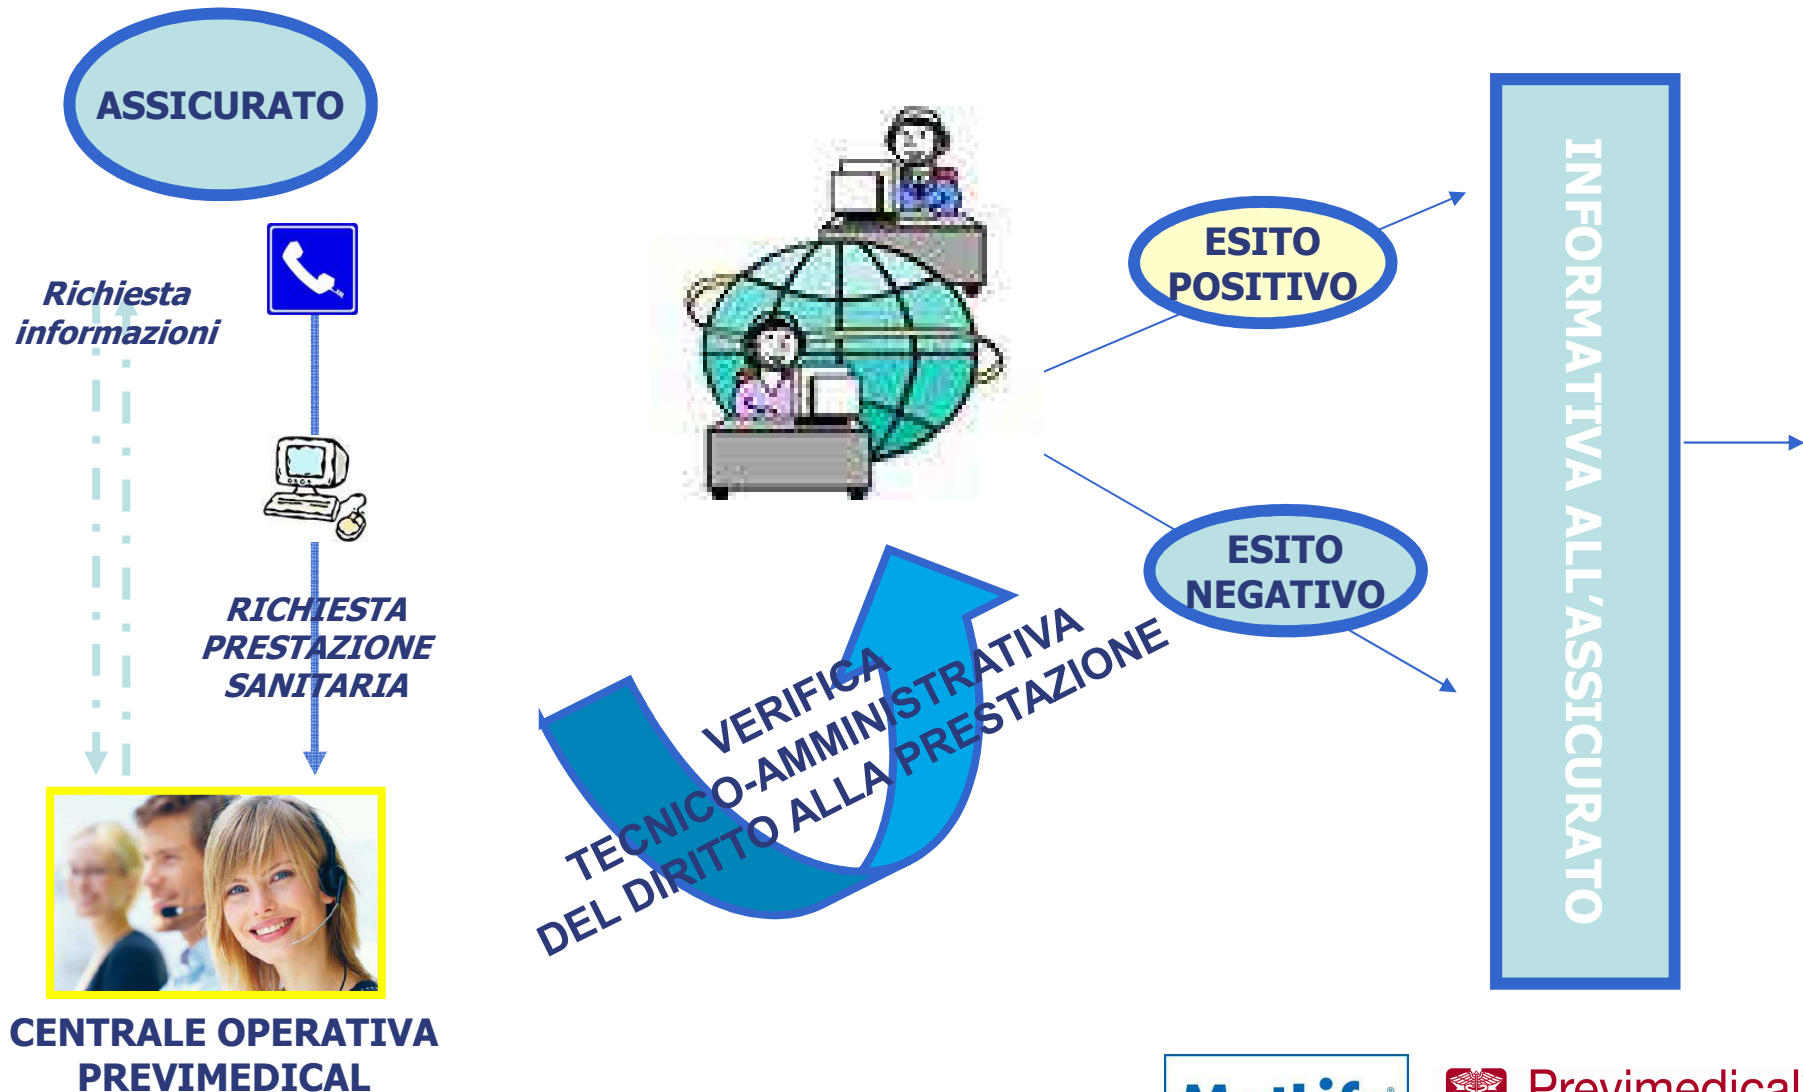 ASSICURATO
Richiesta
informazioni
RICHIESTA
PRESTAZIONE
SANITARIA
CENTRALE OPERATIVA
PREVIMEDICAL
VERIFICA
TECNICO-AMMINISTRATIVA
DEL DIRITTO ALLA PRESTAZIONE
ESITO
POSITIVO
ESITO
NEGATIVO
INFORMATIVA ALL’ASSICURATO
MetLife®
Previmedical